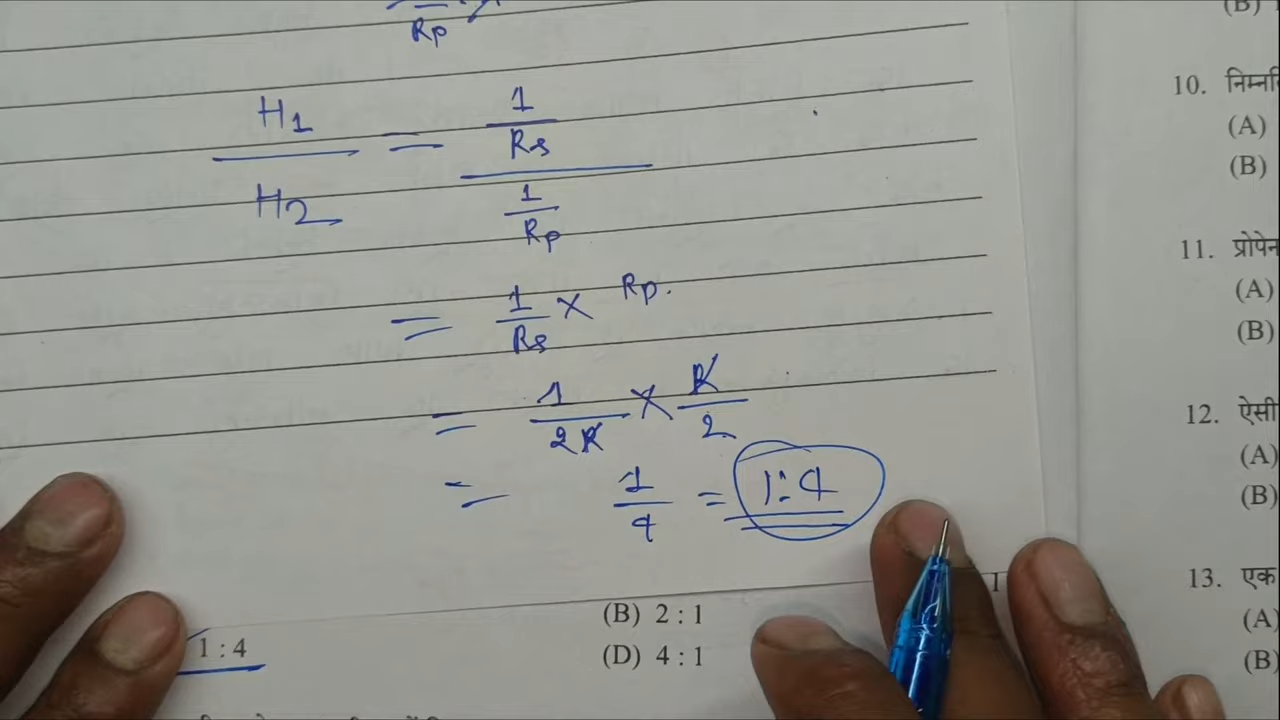 Rp
H1 / H2 = 1/Rs / 1/Rp
= 1/Rs × Rp.
= 1/2R × R/2
= 1/4 = 1:4
1 : 4
(B) 2 : 1
(D) 4 : 1
(B)
10.
(A)
(B)
11.
(A)
(B)
12. ऐसी
(A)
(B)
13. एक
(A)
(B)